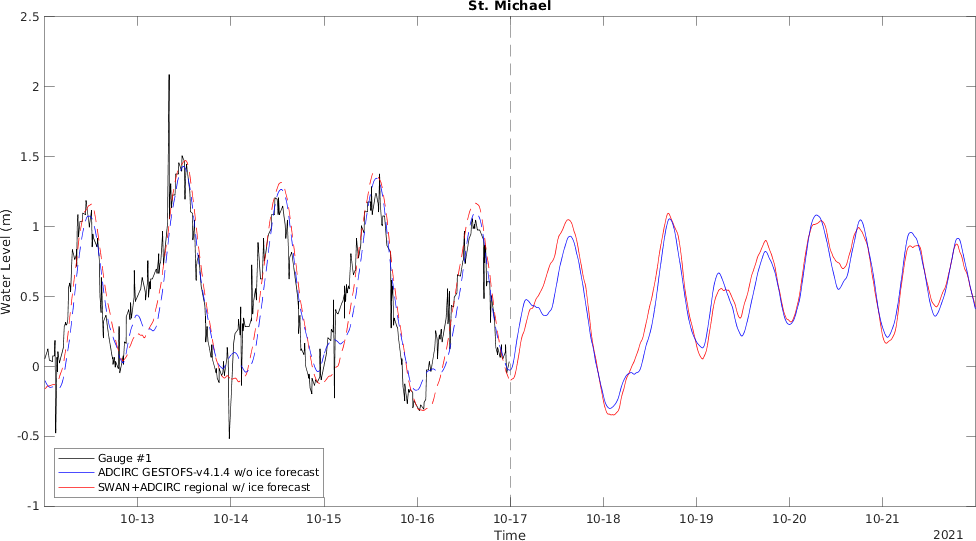 St. Michael
2.5
2
1.5
1
0.5
0
-0.5
-1
Water Level (m)
Gauge #1
ADCIRC GESTOFS-v4.1.4 w/o ice forecast
SWAN+ADCIRC regional w/ ice forecast
10-13 10-14 10-15 10-16 10-17 10-18 10-19 10-20 10-21
Time
2021